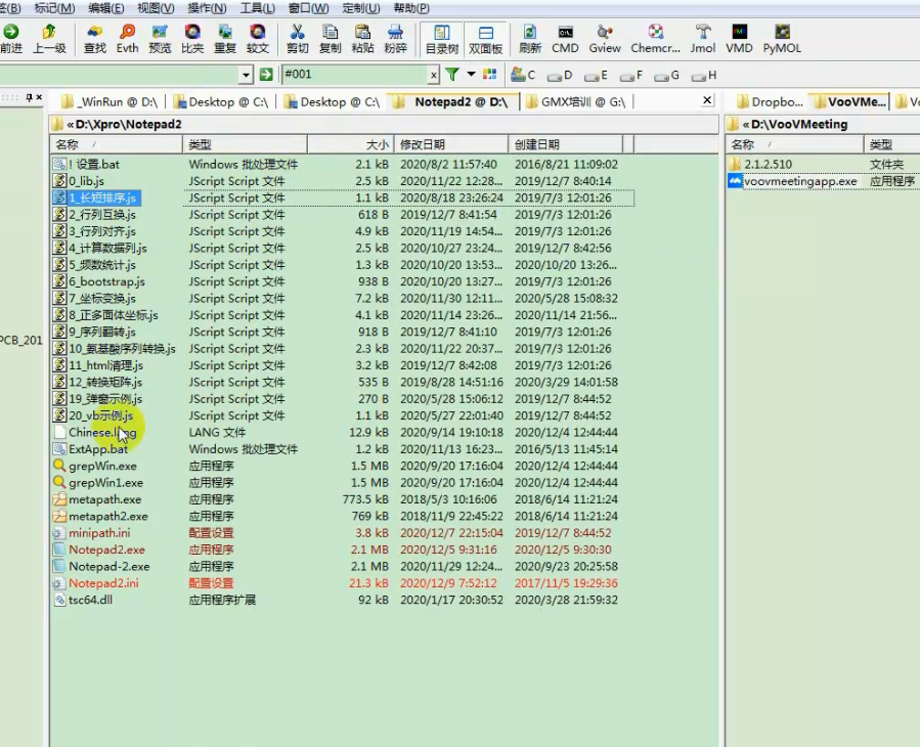 签(B) 标记(M) 编辑(E) 视图(V) 操作(N) 工具(L) 窗口(W) 定制(U) 帮助(P)
前进 上一级 查找 Evth 预览 比夹 重复 较文 剪切 复制 粘贴 粉碎 目录树 双面板 刷新 CMD Gview Chemcr... Jmol VMD PyMOL
#001 x C D E F G H
_WinRun @ D:\ Desktop @ C:\ Desktop @ C:\ Notepad2 @ D:\ GMX培训 @ G:\ Dropbo... VooVMe...
«D:\Xpro\Notepad2 «D:\VooVMeeting
名称 / 类型 大小 修改日期 创建日期 名称 / 类型
! 设置.bat Windows 批处理文件 2.1 kB 2020/8/2 11:57:40 2016/8/21 11:09:02 2.1.2.510 文件夹
0_lib.js JScript Script 文件 2.5 kB 2020/11/22 12:28... 2019/12/7 8:40:14 voovmeetingapp.exe 应用程序
1_长短排序.js JScript Script 文件 1.1 kB 2020/8/18 23:26:24 2019/7/3 12:01:26
2_行列互换.js JScript Script 文件 618 B 2019/12/7 8:41:54 2019/7/3 12:01:26
3_行列对齐.js JScript Script 文件 4.9 kB 2020/11/19 14:54... 2019/7/3 12:01:26
4_计算数据列.js JScript Script 文件 2.5 kB 2020/10/27 23:24... 2019/12/7 8:42:56
5_频数统计.js JScript Script 文件 1.3 kB 2020/10/20 13:53... 2020/10/20 13:26...
6_bootstrap.js JScript Script 文件 938 B 2020/10/20 13:27... 2019/7/3 12:01:26
7_坐标变换.js JScript Script 文件 7.2 kB 2020/11/30 12:11... 2020/5/28 15:08:32
8_正多面体坐标.js JScript Script 文件 4.1 kB 2020/11/14 23:26... 2020/11/14 21:56...
9_序列翻转.js JScript Script 文件 918 B 2019/12/7 8:41:10 2019/7/3 12:01:26
PCB_201
10_氨基酸序列转换.js JScript Script 文件 2.3 kB 2020/11/22 20:37... 2019/7/3 12:01:26
11_html清理.js JScript Script 文件 3.2 kB 2019/12/7 8:42:08 2019/7/3 12:01:26
12_转换矩阵.js JScript Script 文件 535 B 2019/8/28 14:51:16 2020/3/29 14:01:58
19_弹窗示例.js JScript Script 文件 270 B 2020/5/28 15:06:12 2019/12/7 8:44:52
20_vb示例.js JScript Script 文件 1.1 kB 2020/5/27 22:01:40 2019/12/7 8:44:52
Chinese.lang LANG 文件 12.9 kB 2020/9/14 19:10:18 2020/12/4 12:44:44
ExtApp.bat Windows 批处理文件 1.2 kB 2020/11/13 16:23... 2016/5/13 11:45:14
grepWin.exe 应用程序 1.5 MB 2020/9/20 17:16:04 2020/12/4 12:44:44
grepWin1.exe 应用程序 1.5 MB 2020/9/20 17:16:04 2020/12/4 12:44:44
metapath.exe 应用程序 773.5 kB 2018/5/3 10:16:06 2018/6/14 11:21:24
metapath2.exe 应用程序 769 kB 2018/11/9 22:45:22 2018/6/14 11:21:24
minipath.ini 配置设置 3.8 kB 2020/12/7 22:15:04 2019/12/7 8:44:52
Notepad2.exe 应用程序 2.1 MB 2020/12/5 9:31:16 2020/12/5 9:30:30
Notepad-2.exe 应用程序 2.1 MB 2020/11/29 12:24... 2020/9/23 20:25:58
Notepad2.ini 配置设置 21.3 kB 2020/12/9 7:52:12 2017/11/5 19:29:36
tsc64.dll 应用程序扩展 92 kB 2020/1/17 20:30:52 2020/3/28 21:59:32